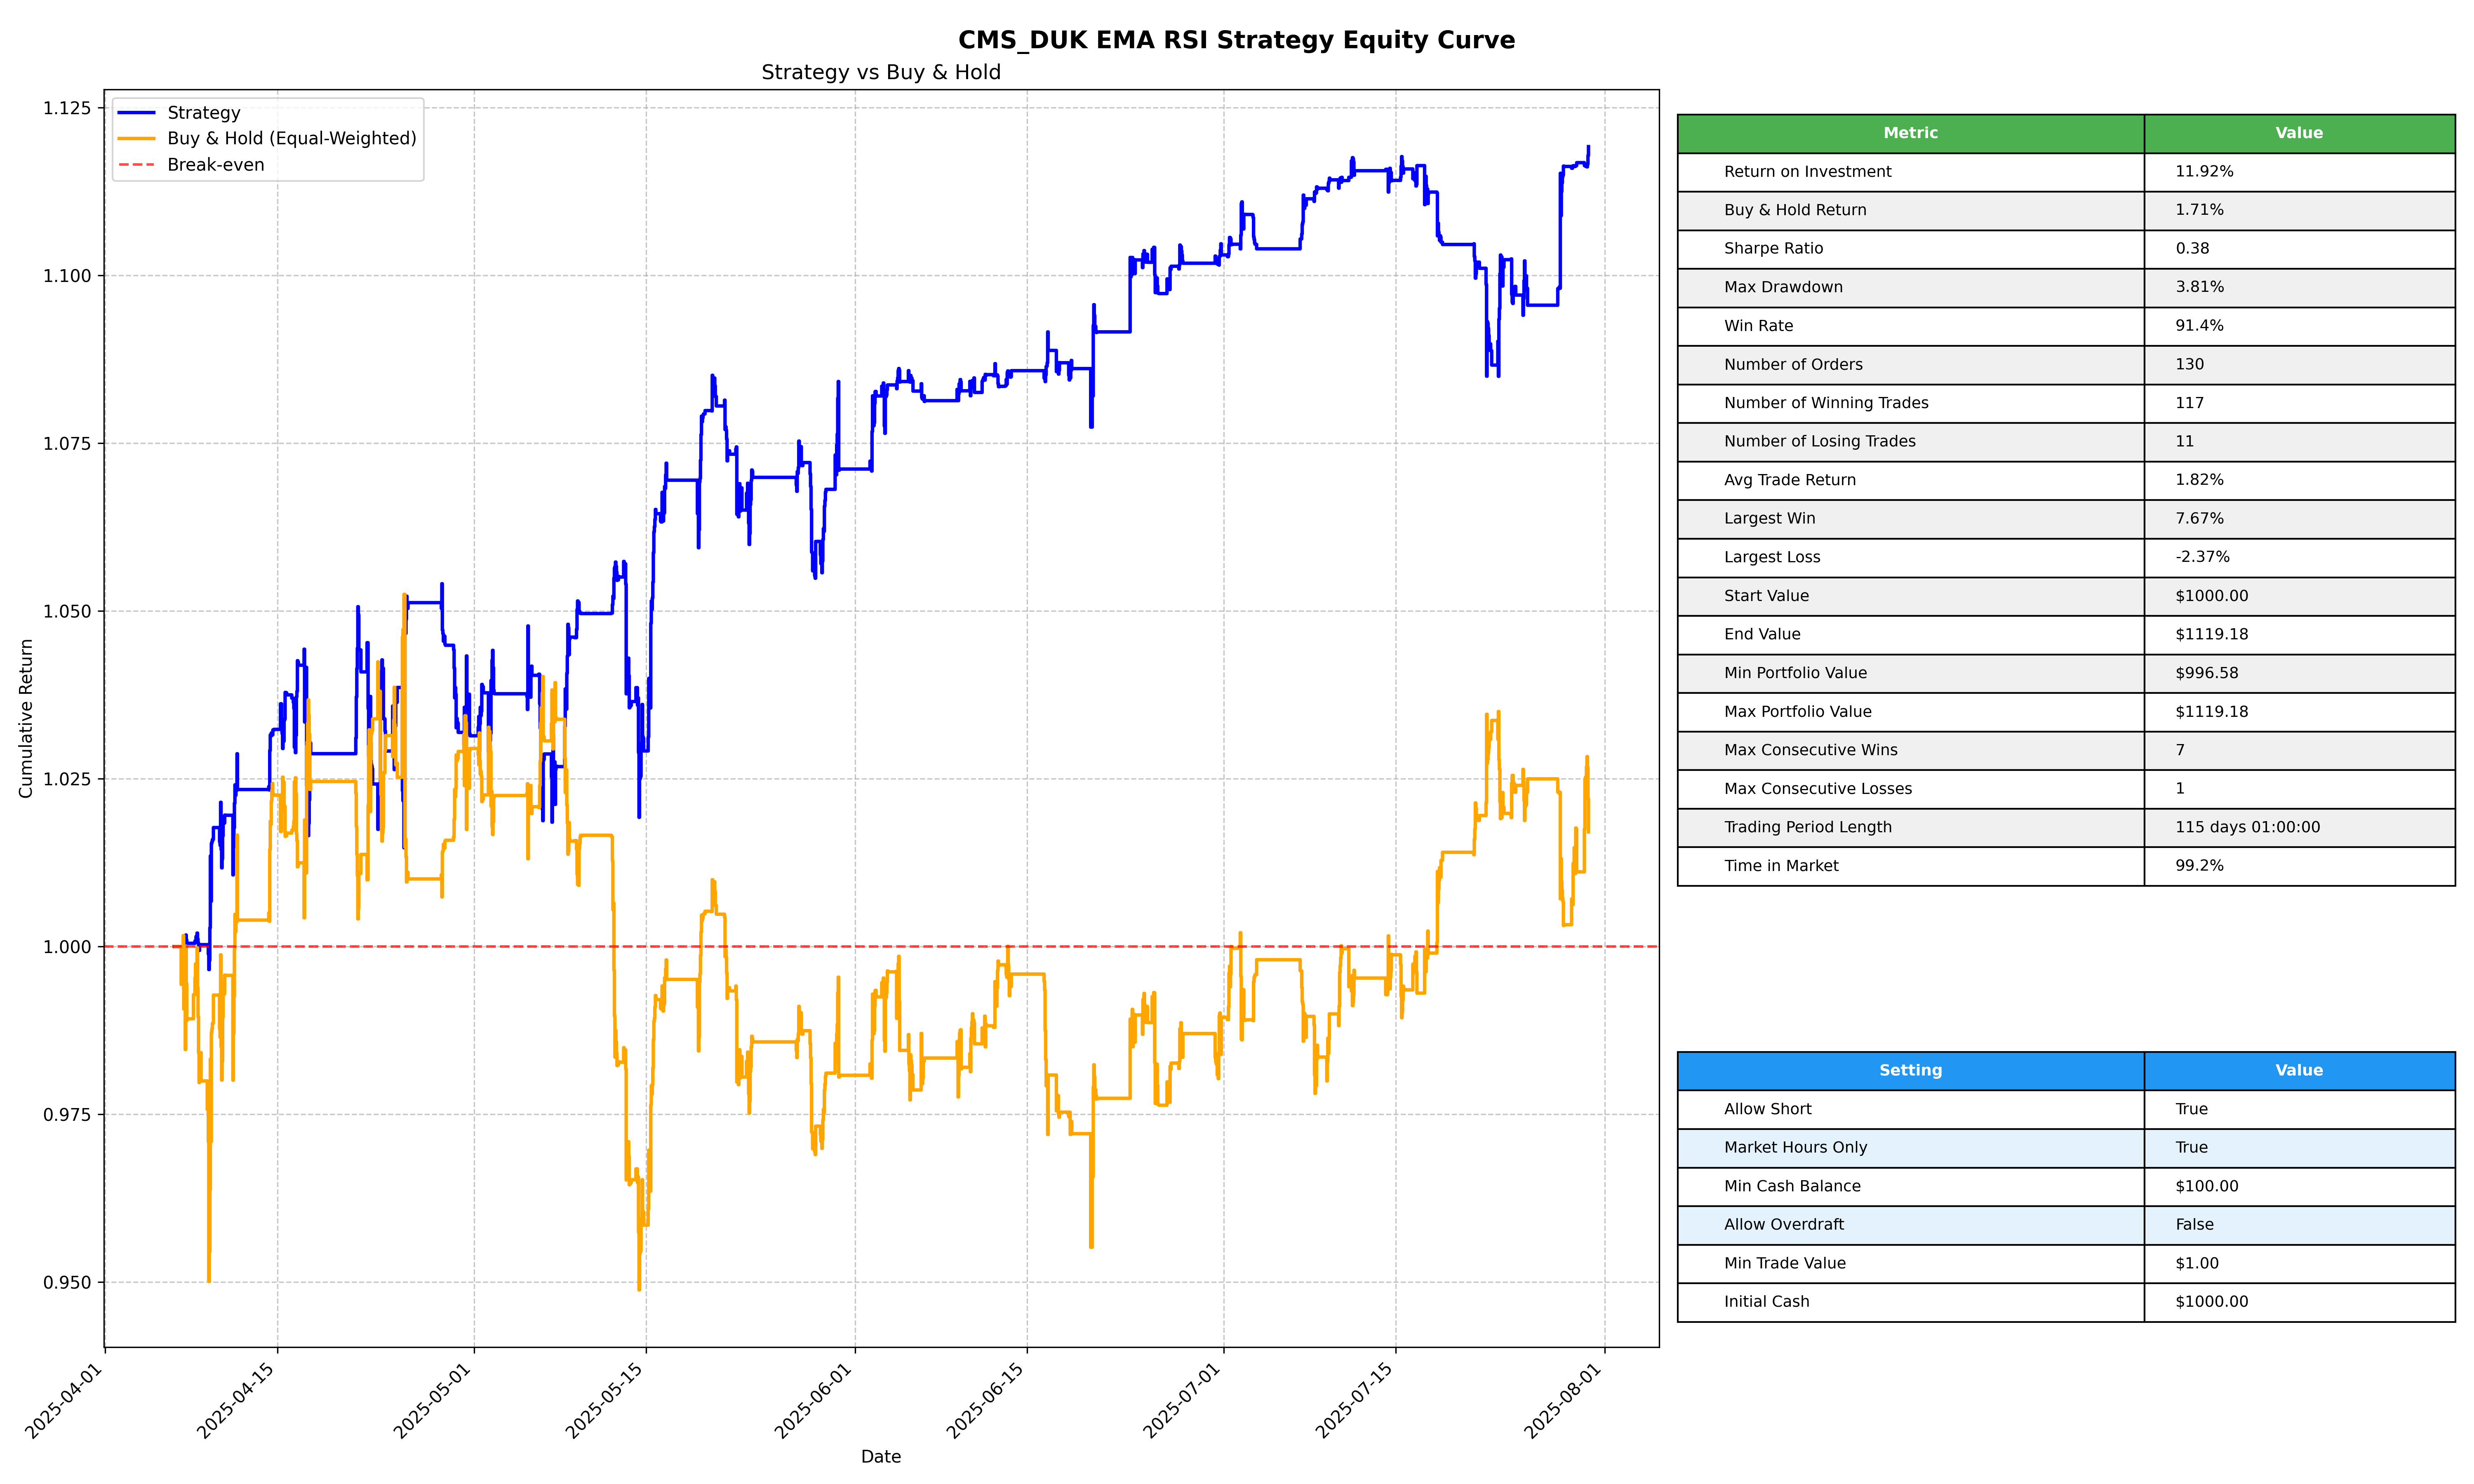 CMS_DUK EMA RSI Strategy Equity Curve
Strategy vs Buy & Hold
Strategy
Buy & Hold (Equal-Weighted)
Break-even
Cumulative Return
1.125
1.100
1.075
1.050
1.025
1.000
0.975
0.950
2025-04-01
2025-04-15
2025-05-01
2025-05-15
2025-06-01
2025-06-15
2025-07-01
2025-07-15
2025-08-01
Date
Metric Value
Return on Investment 11.92%
Buy & Hold Return 1.71%
Sharpe Ratio 0.38
Max Drawdown 3.81%
Win Rate 91.4%
Number of Orders 130
Number of Winning Trades 117
Number of Losing Trades 11
Avg Trade Return 1.82%
Largest Win 7.67%
Largest Loss -2.37%
Start Value $1000.00
End Value $1119.18
Min Portfolio Value $996.58
Max Portfolio Value $1119.18
Max Consecutive Wins 7
Max Consecutive Losses 1
Trading Period Length 115 days 01:00:00
Time in Market 99.2%
Setting Value
Allow Short True
Market Hours Only True
Min Cash Balance $100.00
Allow Overdraft False
Min Trade Value $1.00
Initial Cash $1000.00